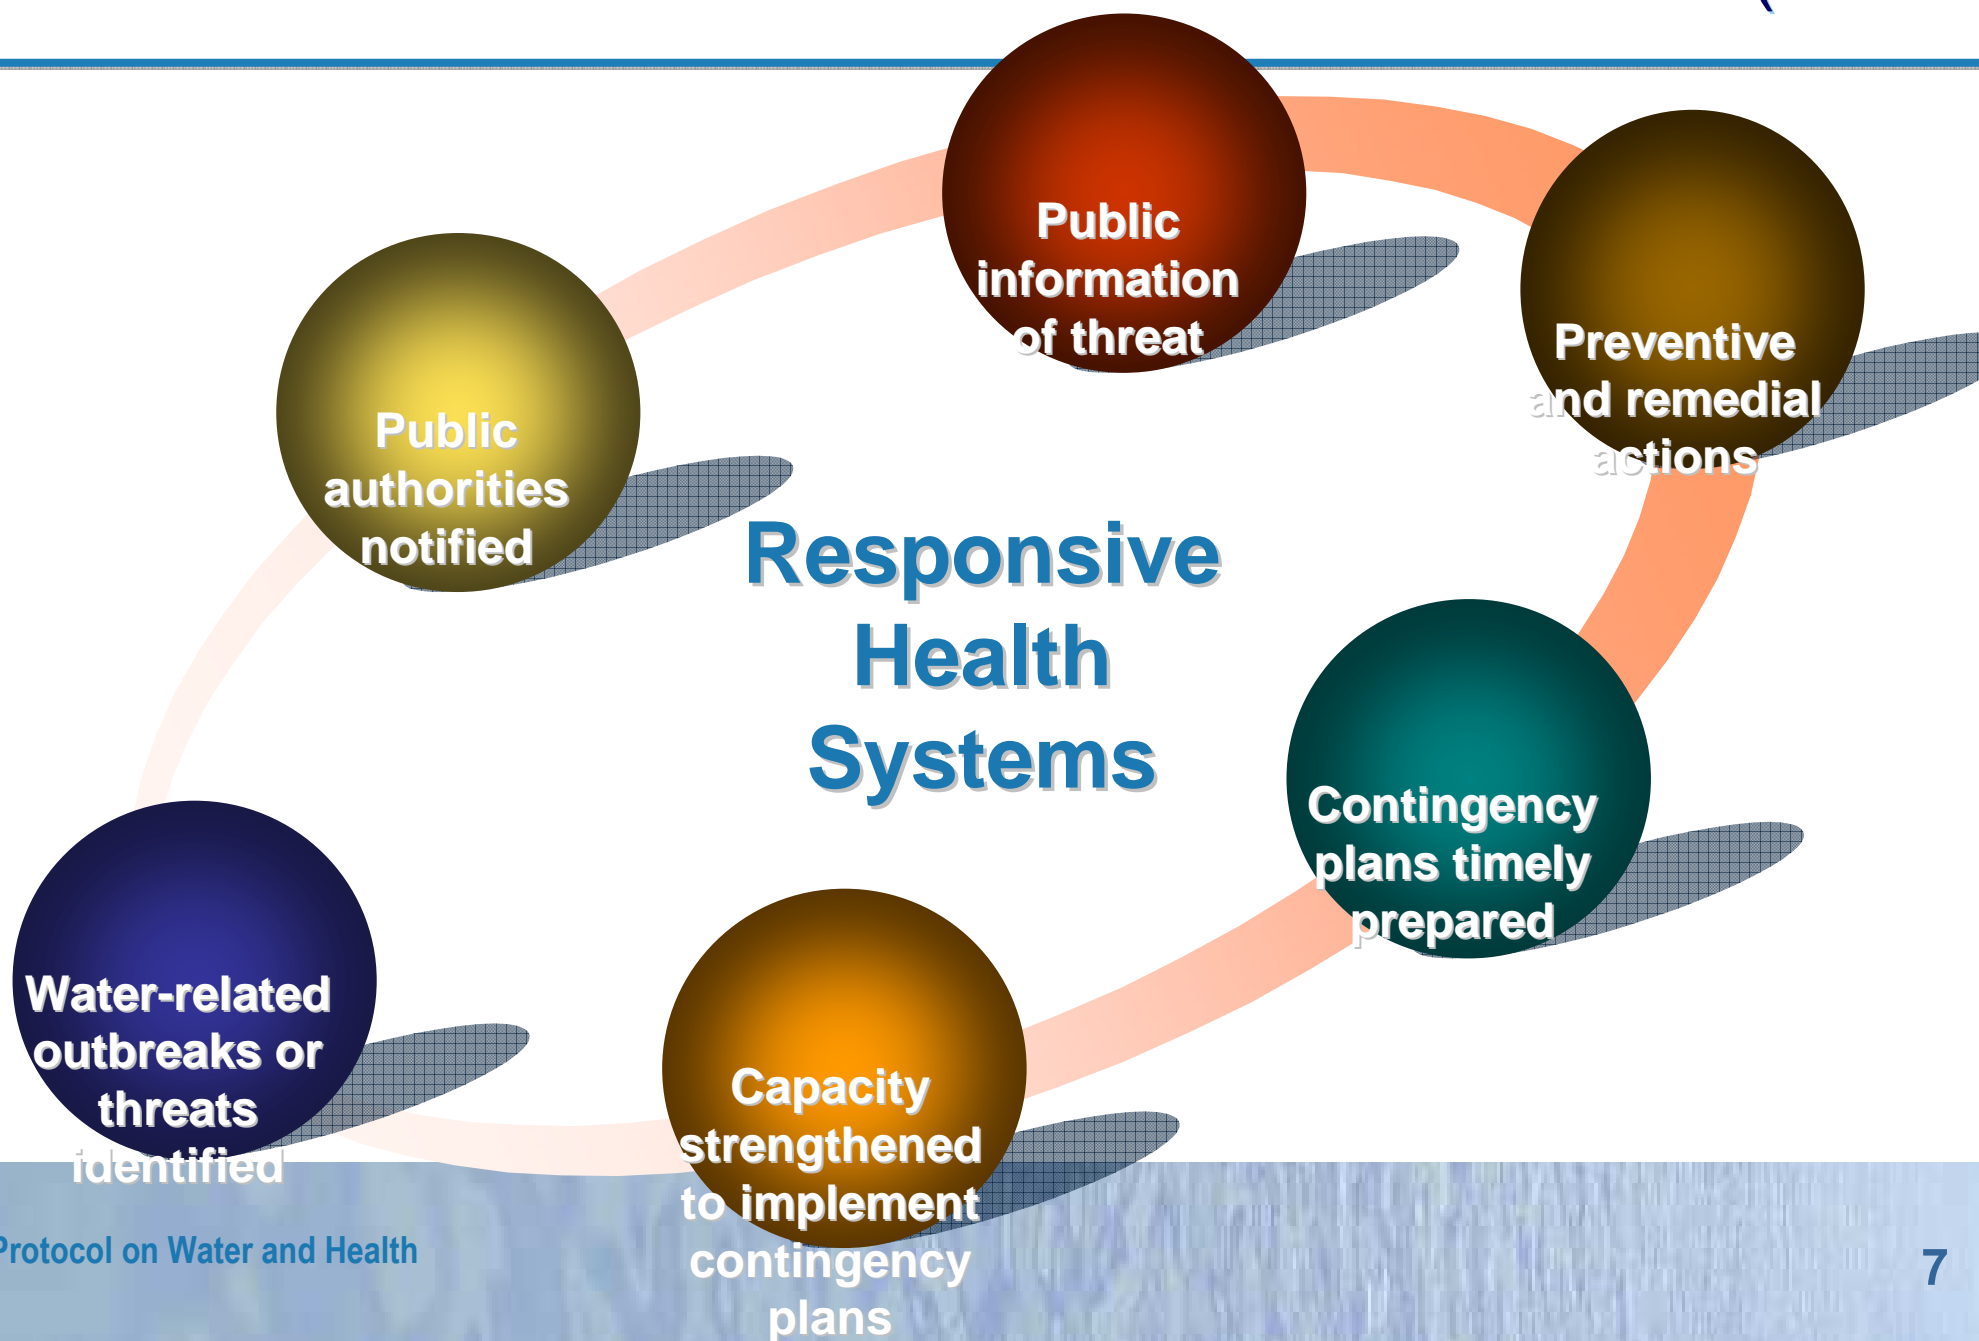 Public
information
of threat
Preventive
and remedial
actions
Public
authorities
notified
Responsive
Health
Systems
Contingency
plans timely
prepared
Water-related
outbreaks or
threats
identified
Capacity
strengthened
to implement
contingency
plans
Protocol on Water and Health
7